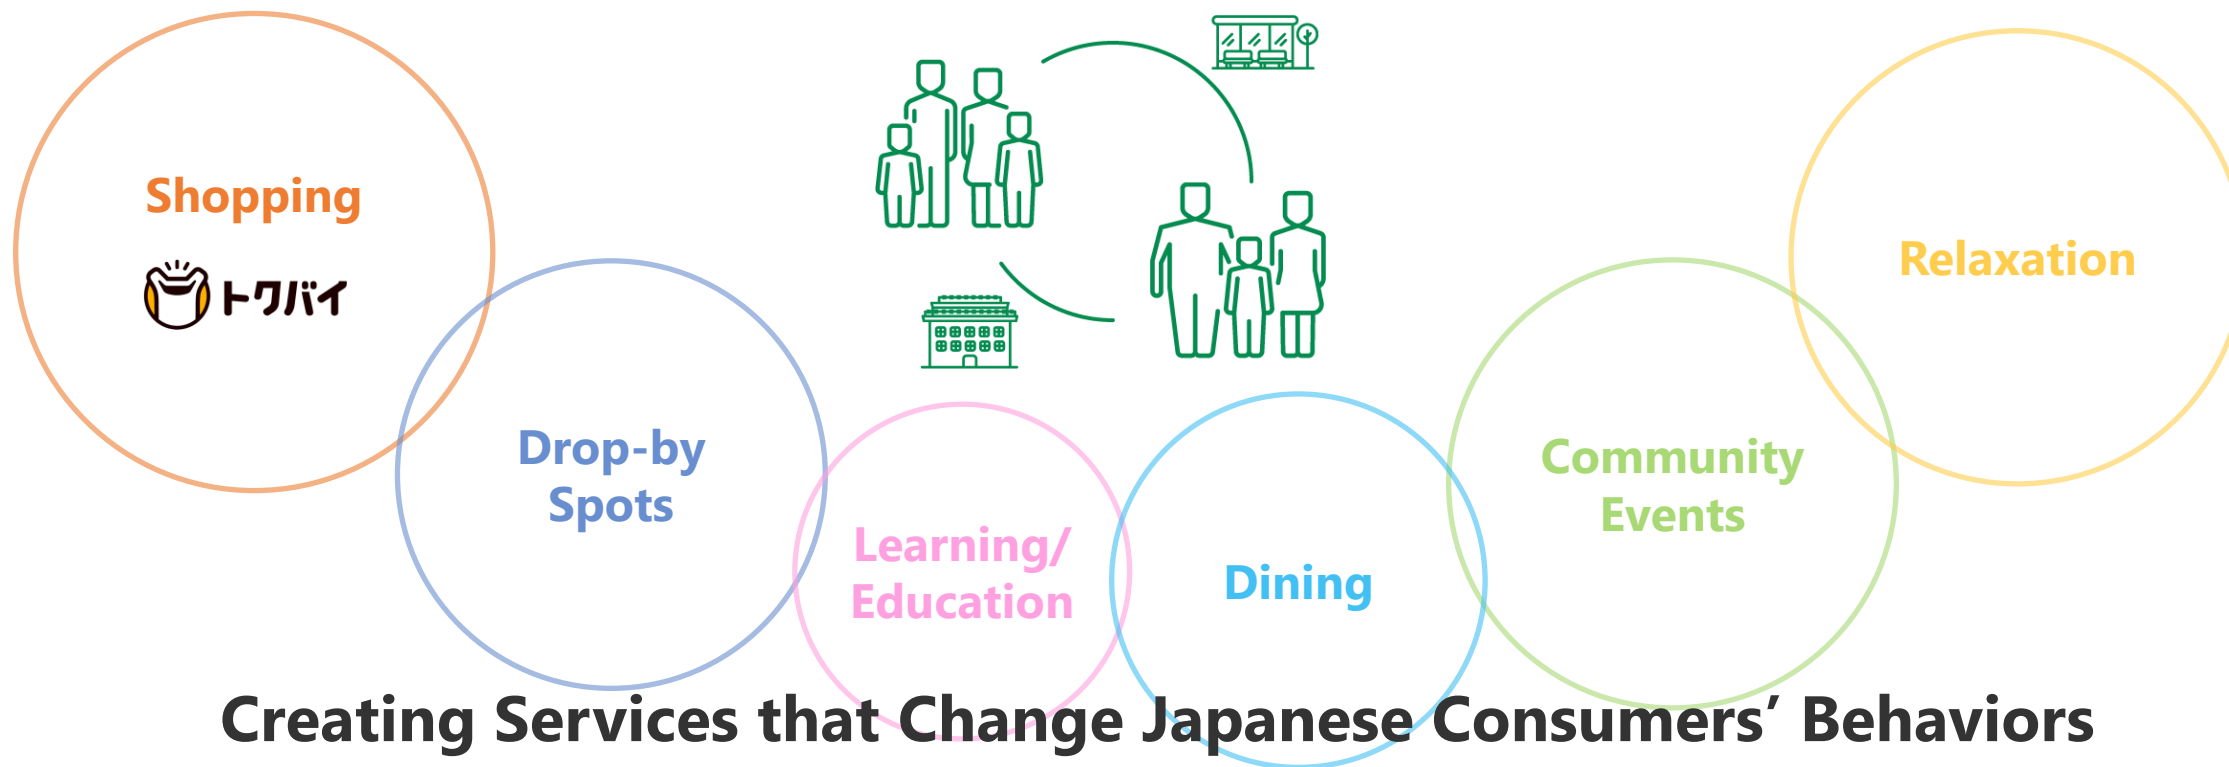 Shopping
トクバイ
Drop-by
Spots
Learning/
Education
Dining
Community
Events
Relaxation
Creating Services that Change Japanese Consumers’ Behaviors